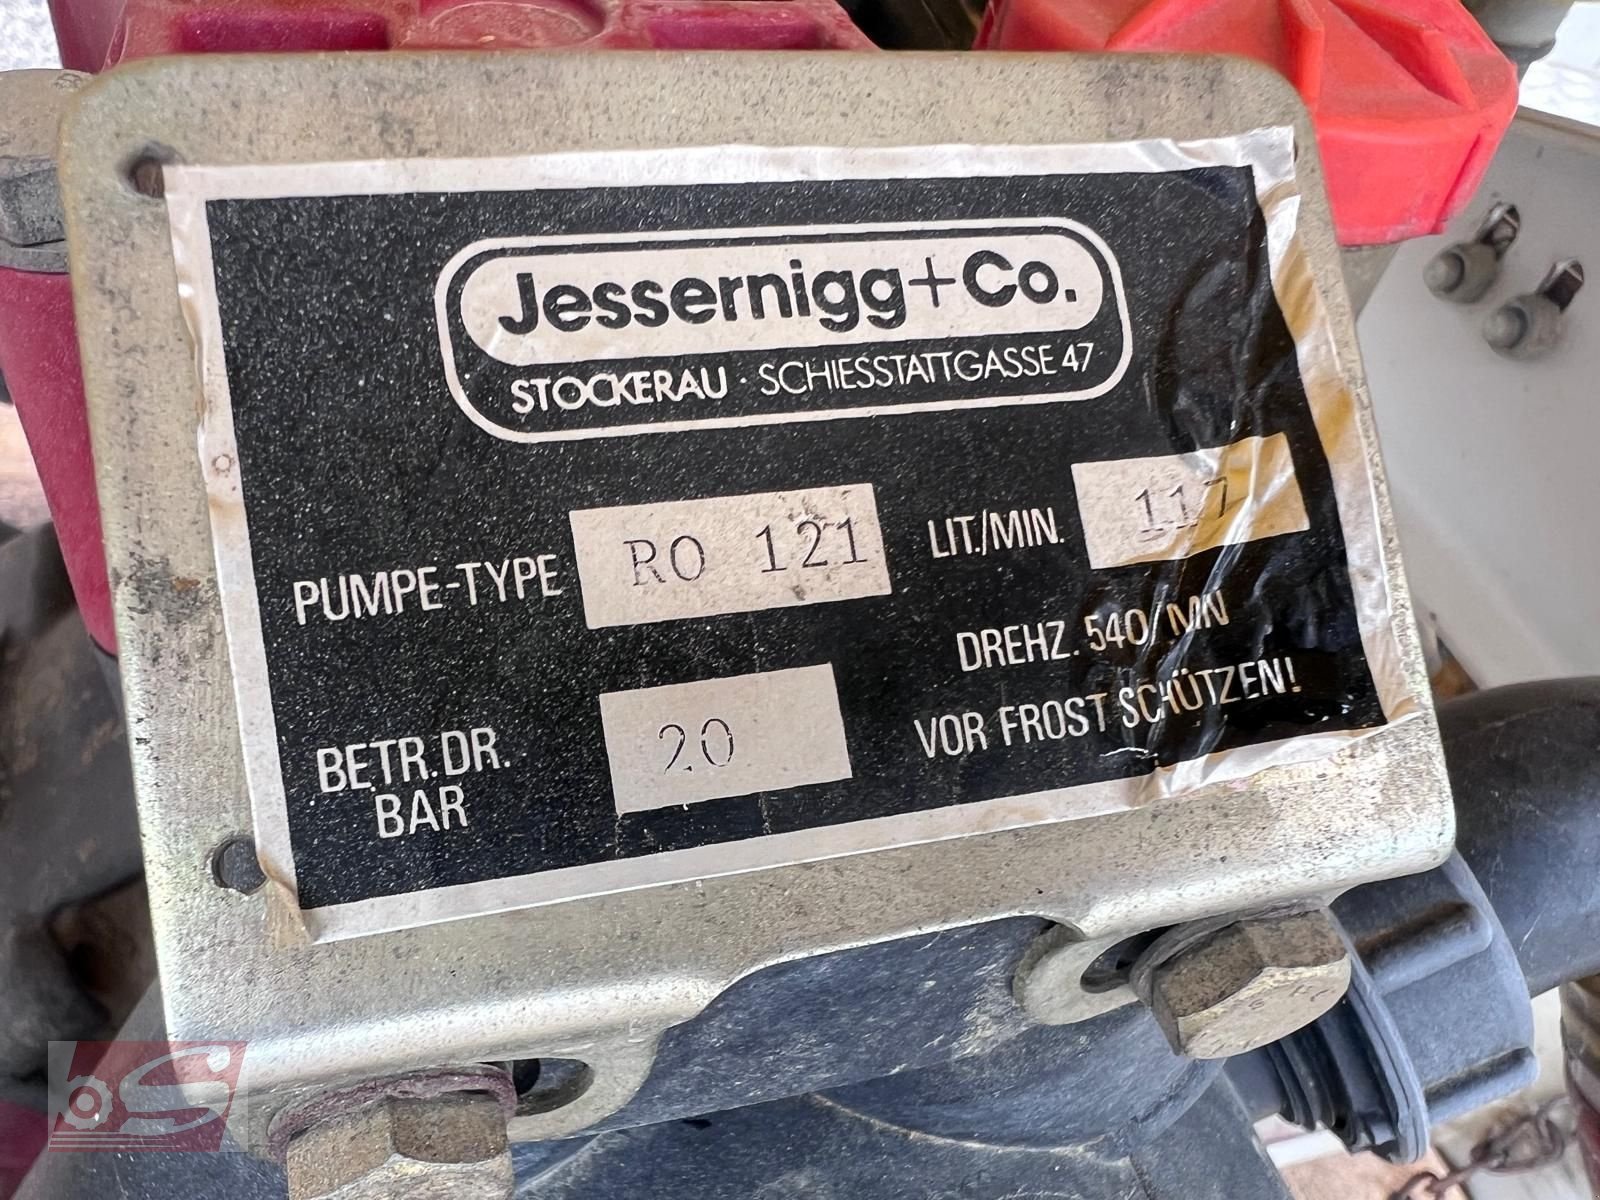 Jessernigg+Co.
STOCKERAU · SCHIESSTATTGASSE 47
PUMPE-TYPE RO 121 LIT./MIN. 117
DREHZ. 540/MIN
BETR. DR. BAR 20
VOR FROST SCHÜTZEN!